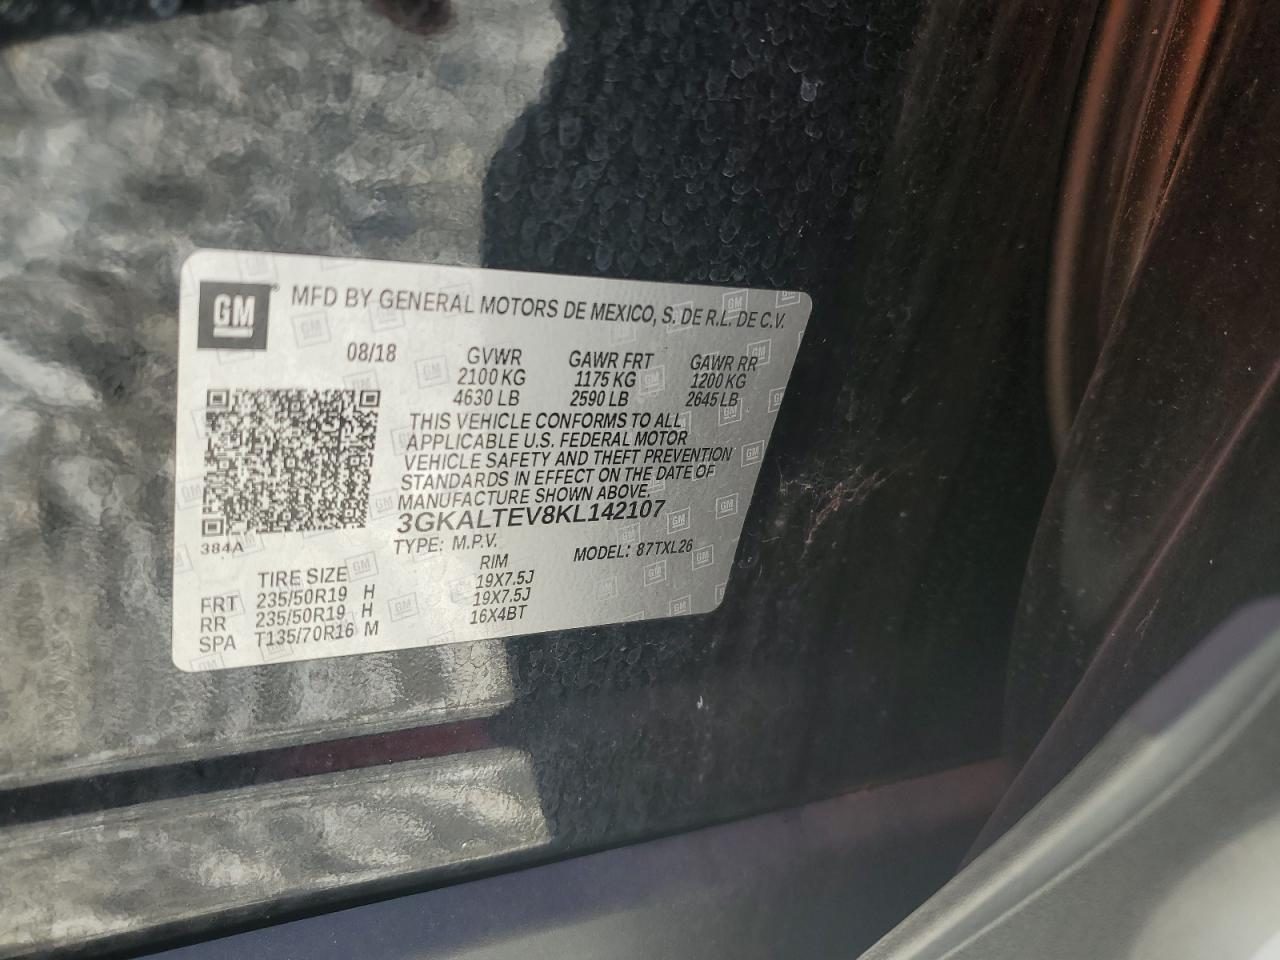 GM® MFD BY GENERAL MOTORS DE MEXICO, S. DE R.L. DE C.V.
08/18 GVWR GAWR FRT GAWR RR
2100 KG 1175 KG 1200 KG
4630 LB 2590 LB 2645 LB
THIS VEHICLE CONFORMS TO ALL
APPLICABLE U.S. FEDERAL MOTOR
VEHICLE SAFETY AND THEFT PREVENTION
STANDARDS IN EFFECT ON THE DATE OF
MANUFACTURE SHOWN ABOVE.
3GKALTEV8KL142107
384A TYPE: M.P.V. MODEL: 87TXL26
TIRE SIZE RIM
FRT 235/50R19 H 19X7.5J
RR 235/50R19 H 19X7.5J
SPA T135/70R16 M 16X4BT